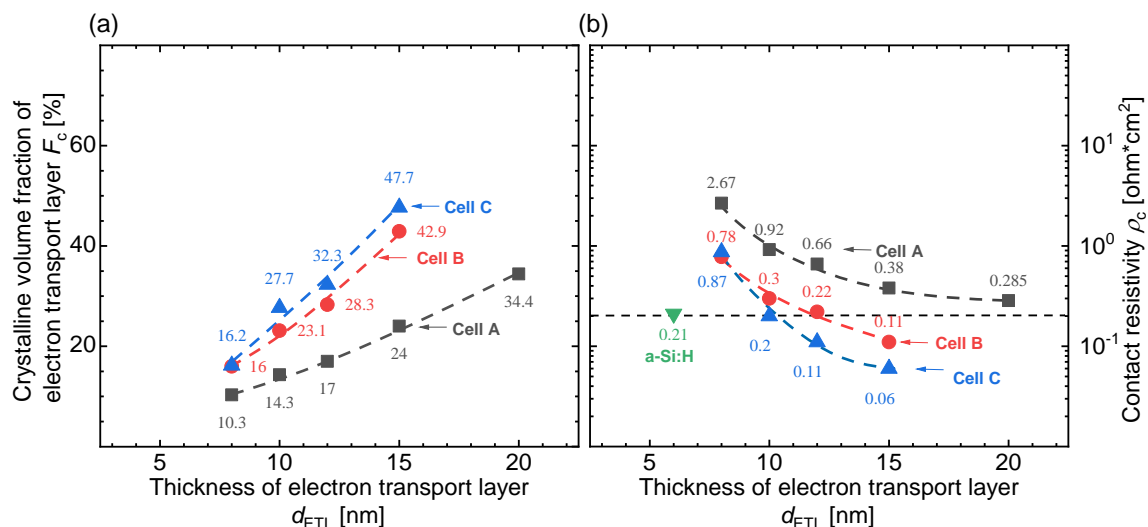 (a)
Crystalline volume fraction of
electron transport layer F_c [%]
80
60
40
20
47.7
Cell C
42.9
Cell B
32.3
27.7
28.3
23.1
16.2
16
34.4
Cell A
24
17
14.3
10.3
5
10
15
20
Thickness of electron transport layer
d_ETL [nm]
(b)
2.67
0.92
0.78
0.66
Cell A
0.87
0.3
0.38
0.22
0.285
0.21
a-Si:H
0.2
0.11
Cell B
0.11
Cell C
0.06
10^1
10^0
10^-1
Contact resistivity ρ_c [ohm*cm2]
5
10
15
20
Thickness of electron transport layer
d_ETL [nm]